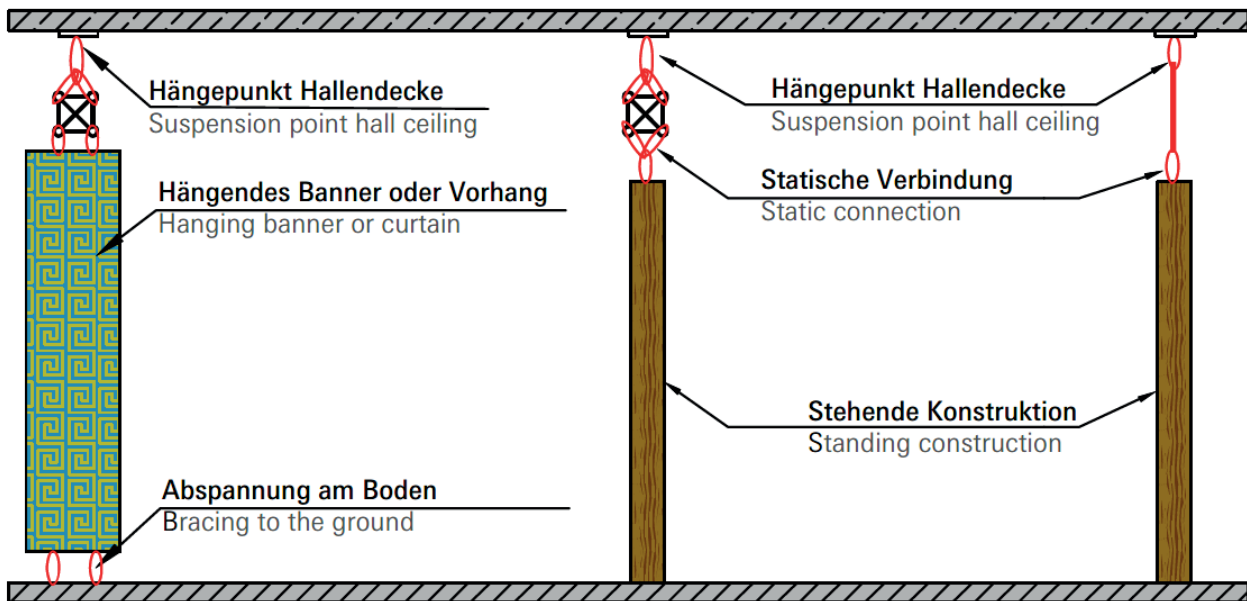 Hängepunkt Hallendecke
Suspension point hall ceiling
Hängepunkt Hallendecke
Suspension point hall ceiling
Hängendes Banner oder Vorhang
Hanging banner or curtain
Statische Verbindung
Static connection
Stehende Konstruktion
Standing construction
Abspannung am Boden
Bracing to the ground